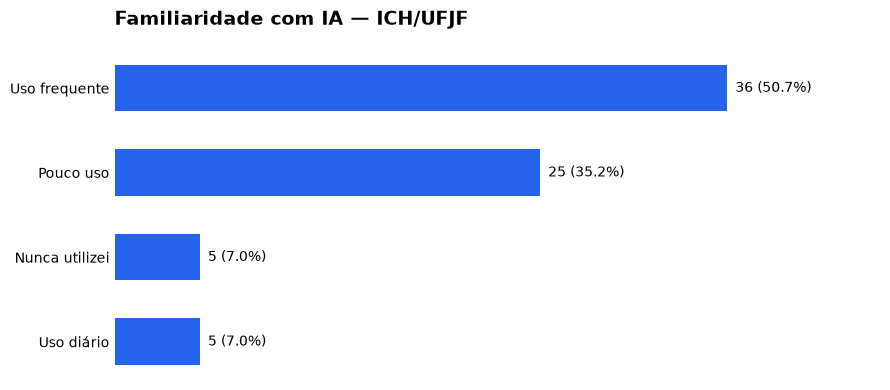 Familiaridade com IA — ICH/UFJF
Uso frequente 36 (50.7%)
Pouco uso 25 (35.2%)
Nunca utilizei 5 (7.0%)
Uso diário 5 (7.0%)